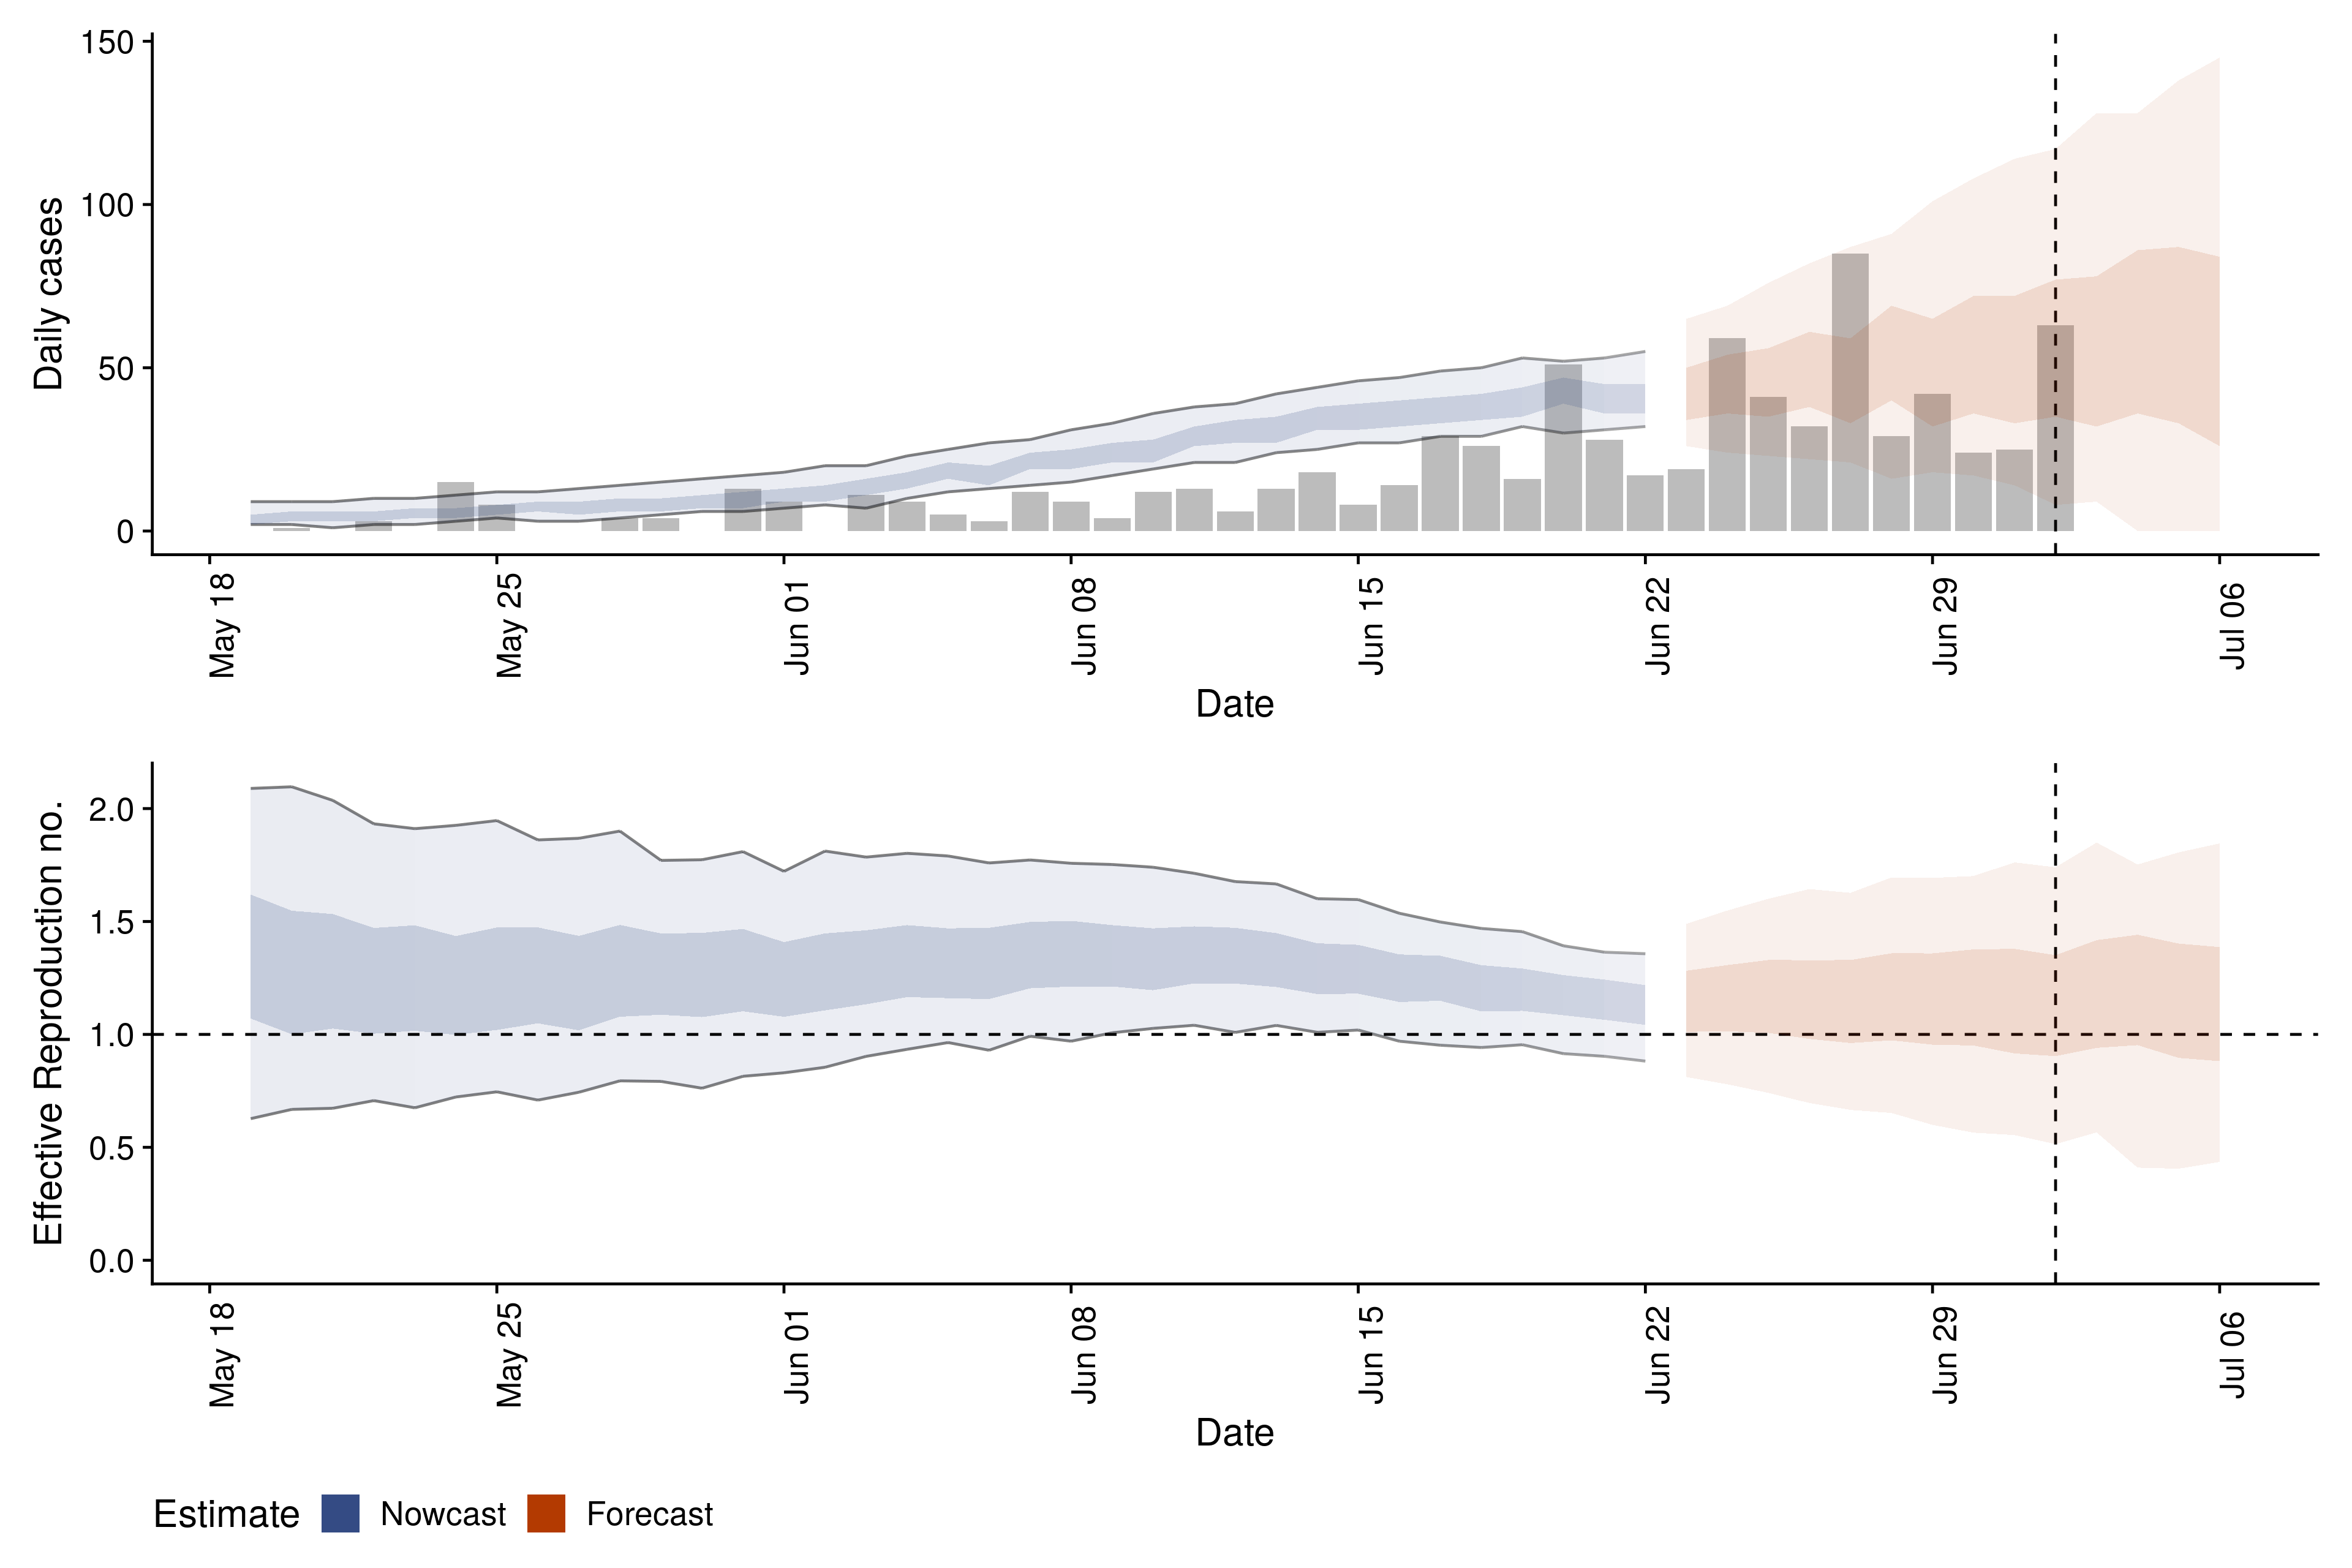 Daily cases
150
100
50
0
May 18
May 25
Jun 01
Jun 08
Jun 15
Jun 22
Jun 29
Jul 06
Date
Effective Reproduction no.
2.0
1.5
1.0
0.5
0.0
May 18
May 25
Jun 01
Jun 08
Jun 15
Jun 22
Jun 29
Jul 06
Date
Estimate Nowcast Forecast